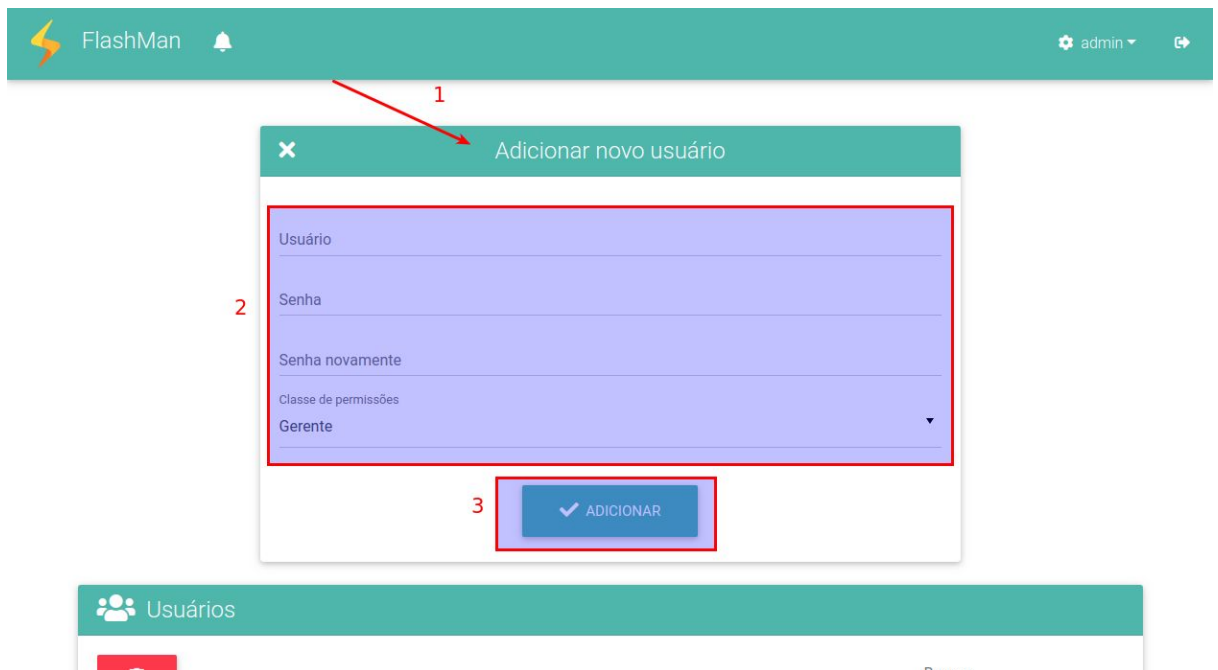 FlashMan
admin
1
Adicionar novo usuário
Usuário
2
Senha
Senha novamente
Classe de permissões
Gerente
3
ADICIONAR
Usuários